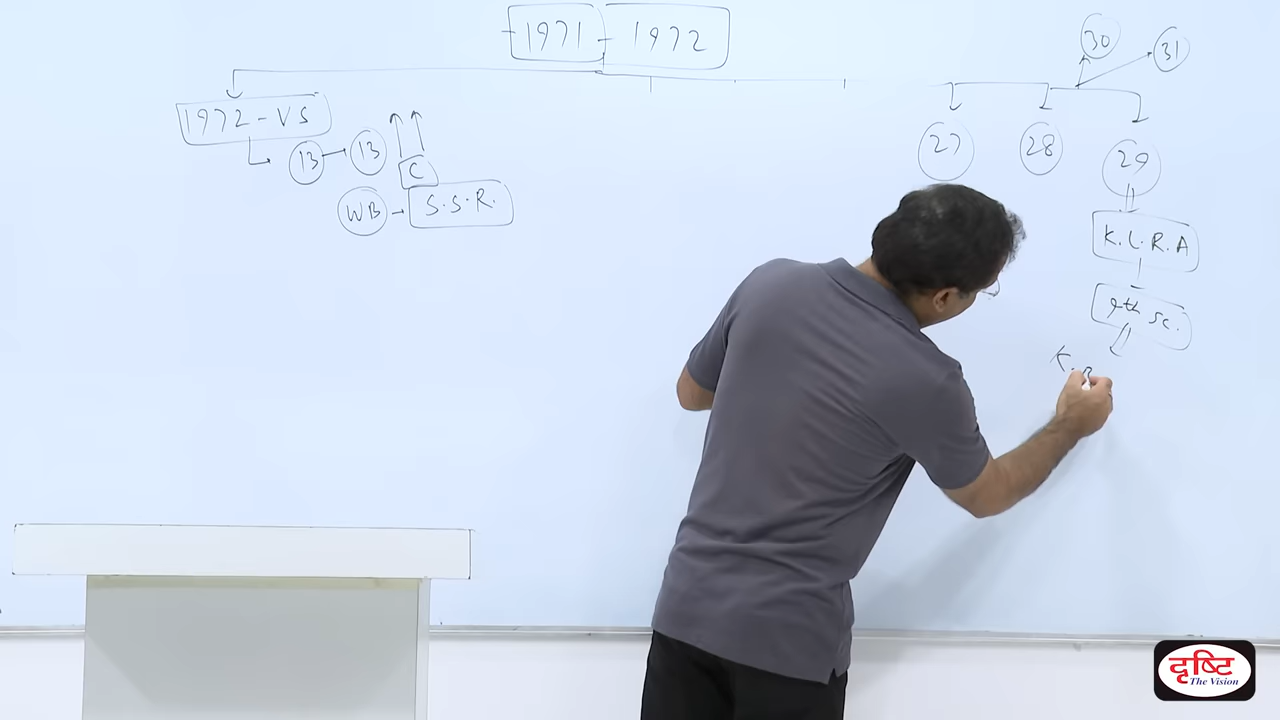 1971 - 1972
30
31
1972-VS
13 13
C
WB - S.S.R.
27
28
29
K.L.R.A
9th Sc.
K.
दृष्टि
The Vision